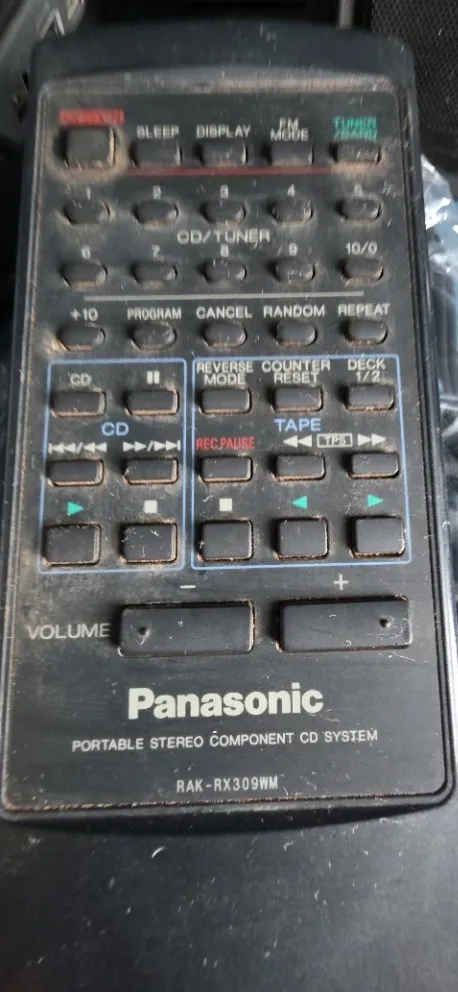 SLEEP DISPLAY FM MODE TUNER /BAND
1 2 3 4 5
CD/TUNER
6 7 8 9 10/0
+10 PROGRAM CANCEL RANDOM REPEAT
CD REVERSE MODE COUNTER RESET DECK 1/2
CD TAPE
REC PAUSE TPS
- +
VOLUME
Panasonic
PORTABLE STEREO COMPONENT CD SYSTEM
RAK-RX309WM